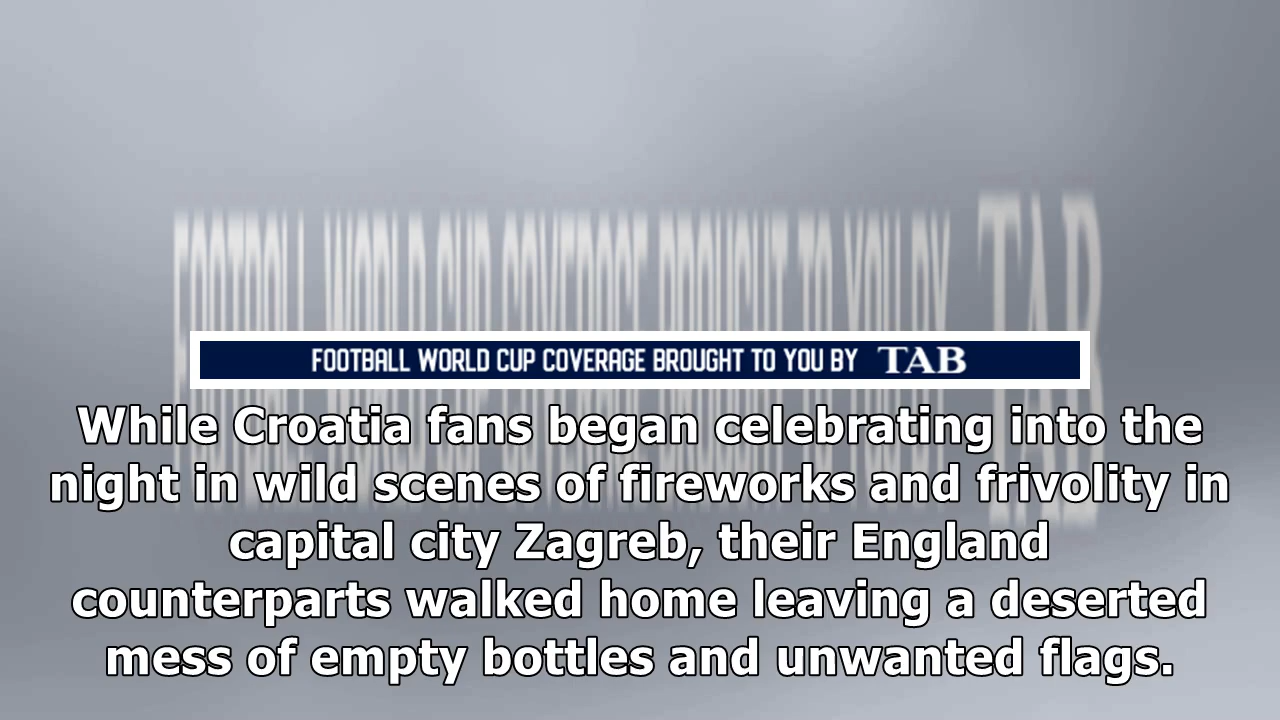 FOOTBALL WORLD CUP COVERAGE BROUGHT TO YOU BY TAB
While Croatia fans began celebrating into the
night in wild scenes of fireworks and frivolity in
capital city Zagreb, their England
counterparts walked home leaving a deserted
mess of empty bottles and unwanted flags.